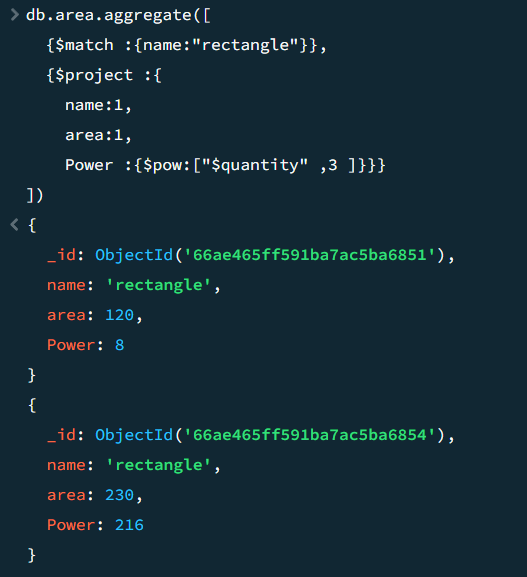 db.area.aggregate([
{$match :{name:"rectangle"}},
{$project :{
name:1,
area:1,
Power :{$pow:["$quantity" ,3 ]}}}
])
{
_id: ObjectId('66ae465ff591ba7ac5ba6851'),
name: 'rectangle',
area: 120,
Power: 8
}
{
_id: ObjectId('66ae465ff591ba7ac5ba6854'),
name: 'rectangle',
area: 230,
Power: 216
}